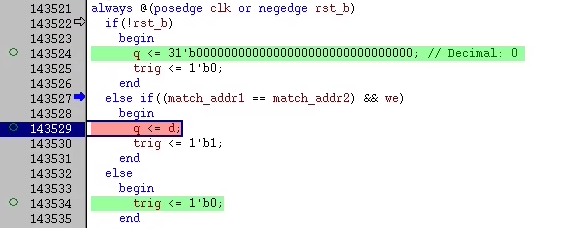 143521 always @(posedge clk or negedge rst_b)
143522 if(!rst_b)
143523 begin
143524 q <= 31'b0000000000000000000000000000000; // Decimal: 0
143525 trig <= 1'b0;
143526 end
143527 else if((match_addr1 == match_addr2) && we)
143528 begin
143529 q <= d;
143530 trig <= 1'b1;
143531 end
143532 else
143533 begin
143534 trig <= 1'b0;
143535 end